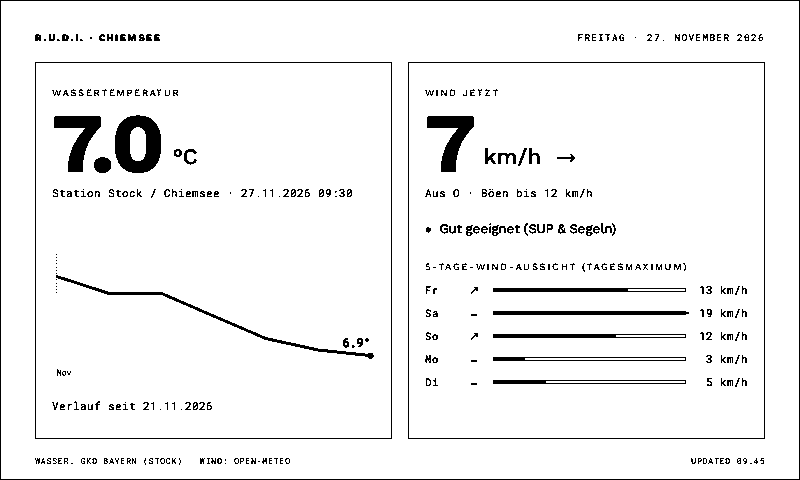 R.U.D.I. · CHIEMSEE
FREITAG · 27. NOVEMBER 2026
WASSERTEMPERATUR
7.0 °C
Station Stock / Chiemsee · 27.11.2026 09:30
6.9°
Nov
Verlauf seit 21.11.2026
WIND JETZT
7 km/h →
Aus O · Böen bis 12 km/h
• Gut geeignet (SUP & Segeln)
5-TAGE-WIND-AUSSICHT (TAGESMAXIMUM)
Fr ↗ 13 km/h
Sa – 19 km/h
So ↗ 12 km/h
Mo – 3 km/h
Di – 5 km/h
WASSER: GKD BAYERN (STOCK) WIND: OPEN-METEO
UPDATED 09:45